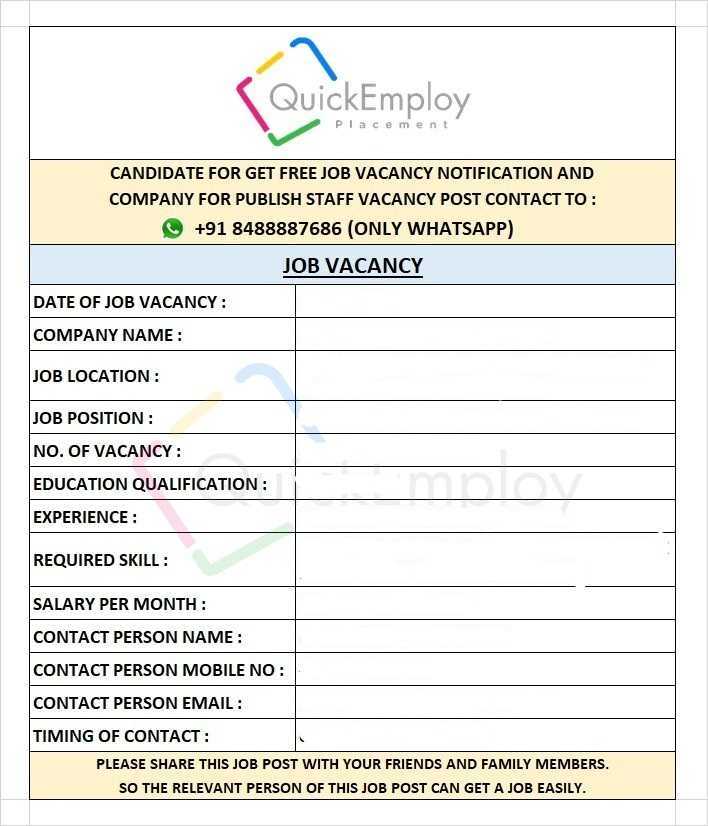 QuickEmploy
Placement
CANDIDATE FOR GET FREE JOB VACANCY NOTIFICATION AND
COMPANY FOR PUBLISH STAFF VACANCY POST CONTACT TO :
+91 8488887686 (ONLY WHATSAPP)
JOB VACANCY
DATE OF JOB VACANCY :
COMPANY NAME :
JOB LOCATION :
JOB POSITION :
NO. OF VACANCY :
EDUCATION QUALIFICATION :
QuickEmploy
EXPERIENCE :
REQUIRED SKILL :
SALARY PER MONTH :
CONTACT PERSON NAME :
CONTACT PERSON MOBILE NO :
CONTACT PERSON EMAIL :
TIMING OF CONTACT :
PLEASE SHARE THIS JOB POST WITH YOUR FRIENDS AND FAMILY MEMBERS.
SO THE RELEVANT PERSON OF THIS JOB POST CAN GET A JOB EASILY.